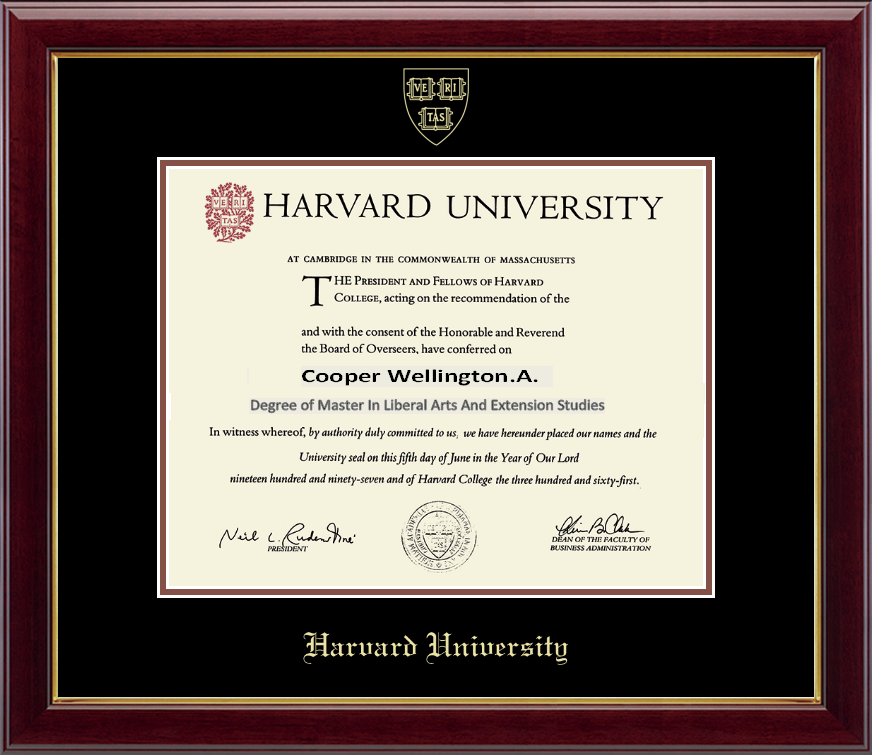 VE RI
TAS
VE RI
TAS
HARVARD UNIVERSITY
AT CAMBRIDGE IN THE COMMONWEALTH OF MASSACHUSETTS
THE PRESIDENT AND FELLOWS OF HARVARD
COLLEGE, acting on the recommendation of the
and with the consent of the Honorable and Reverend
the Board of Overseers, have conferred on
Cooper Wellington.A.
Degree of Master In Liberal Arts And Extension Studies
In witness whereof, by authority duly committed to us, we have hereunder placed our names and the
University seal on this fifth day of June in the Year of Our Lord
nineteen hundred and ninety-seven and of Harvard College the three hundred and sixty-first.
Neil L. Rudenstine
PRESIDENT
DEAN OF THE FACULTY OF
BUSINESS ADMINISTRATION
Harvard University